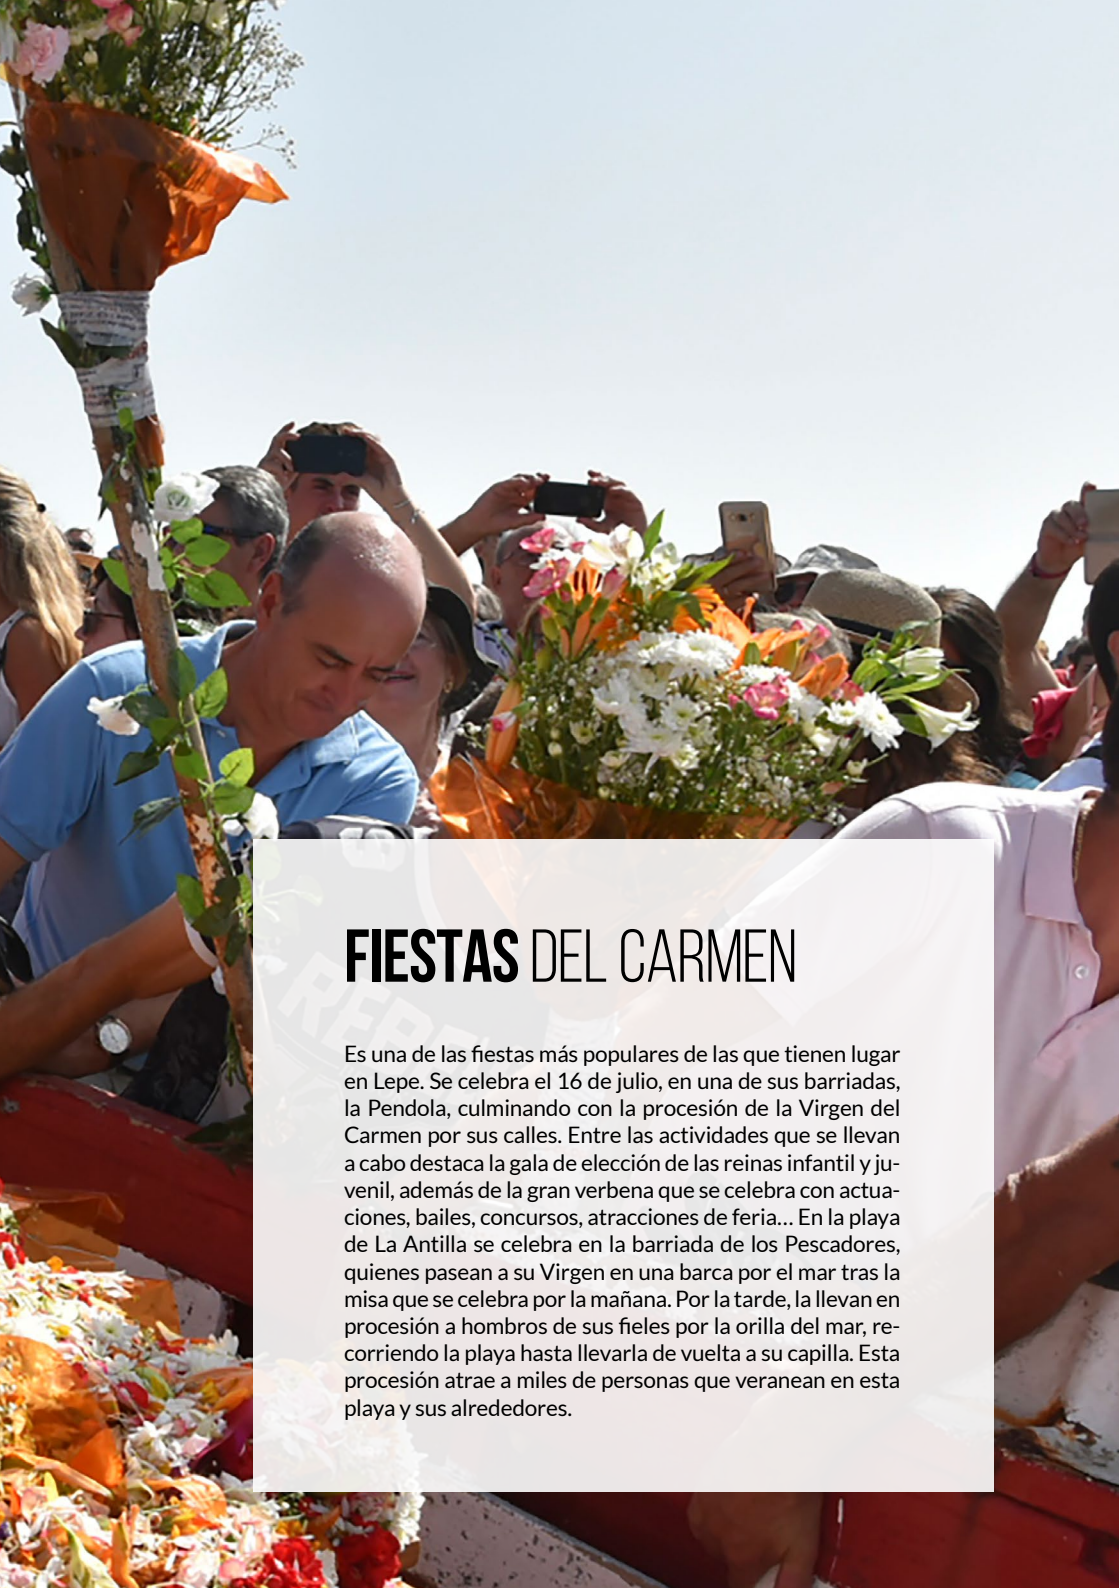 FIESTAS DEL CARMEN
Es una de las fiestas más populares de las que tienen lugar
en Lepe. Se celebra el 16 de julio, en una de sus barriadas,
la Pendola, culminando con la procesión de la Virgen del
Carmen por sus calles. Entre las actividades que se llevan
a cabo destaca la gala de elección de las reinas infantil y ju-
venil, además de la gran verbena que se celebra con actua-
ciones, bailes, concursos, atracciones de feria... En la playa
de La Antilla se celebra en la barriada de los Pescadores,
quienes pasean a su Virgen en una barca por el mar tras la
misa que se celebra por la mañana. Por la tarde, la llevan en
procesión a hombros de sus fieles por la orilla del mar, re-
corriendo la playa hasta llevarla de vuelta a su capilla. Esta
procesión atrae a miles de personas que veranean en esta
playa y sus alrededores.